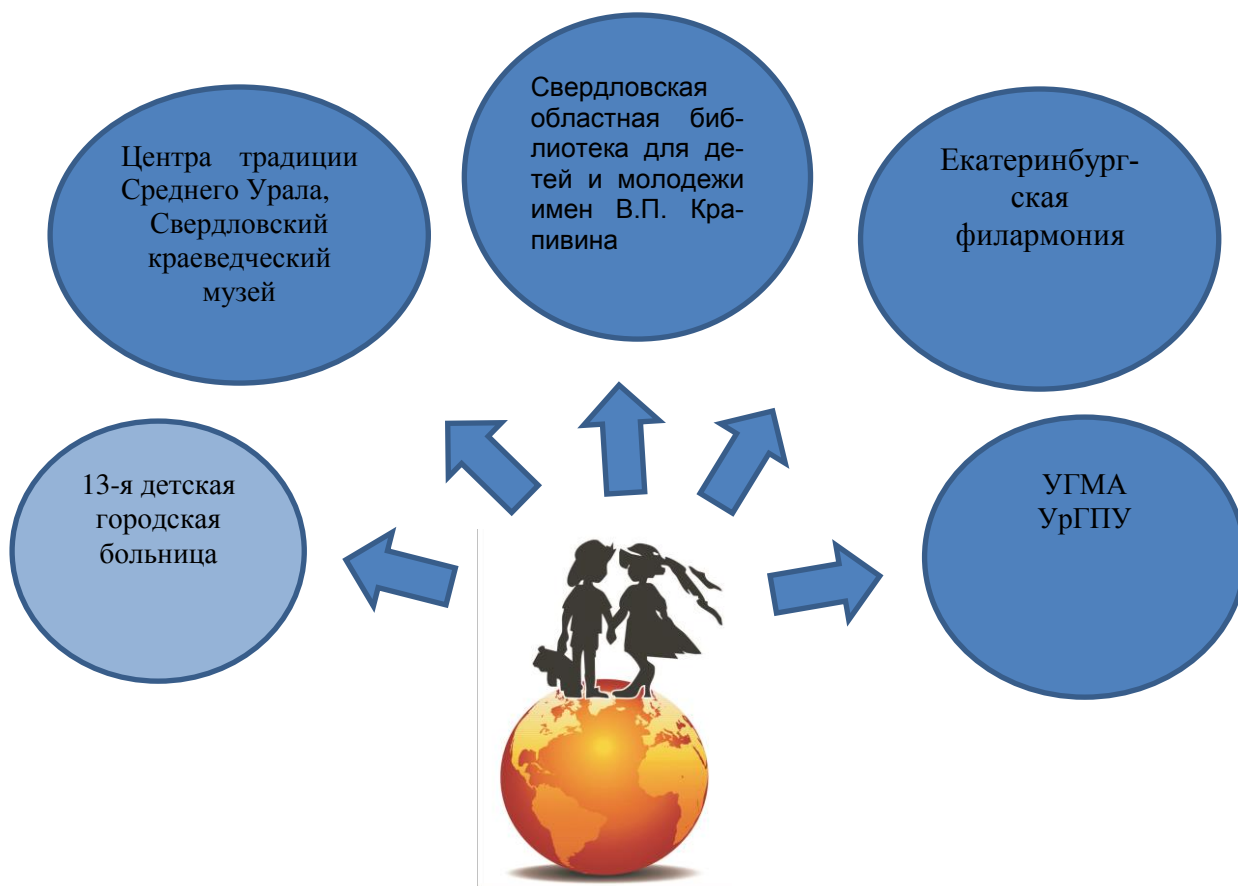 Центра традиции
Среднего Урала,
Свердловский
краеведческий
музей
Свердловская
областная биб-
лиотека для де-
тей и молодежи
имен В.П. Кра-
пивина
Екатеринбург-
ская
филармония
13-я детская
городская
больница
УГМА
УрГПУ